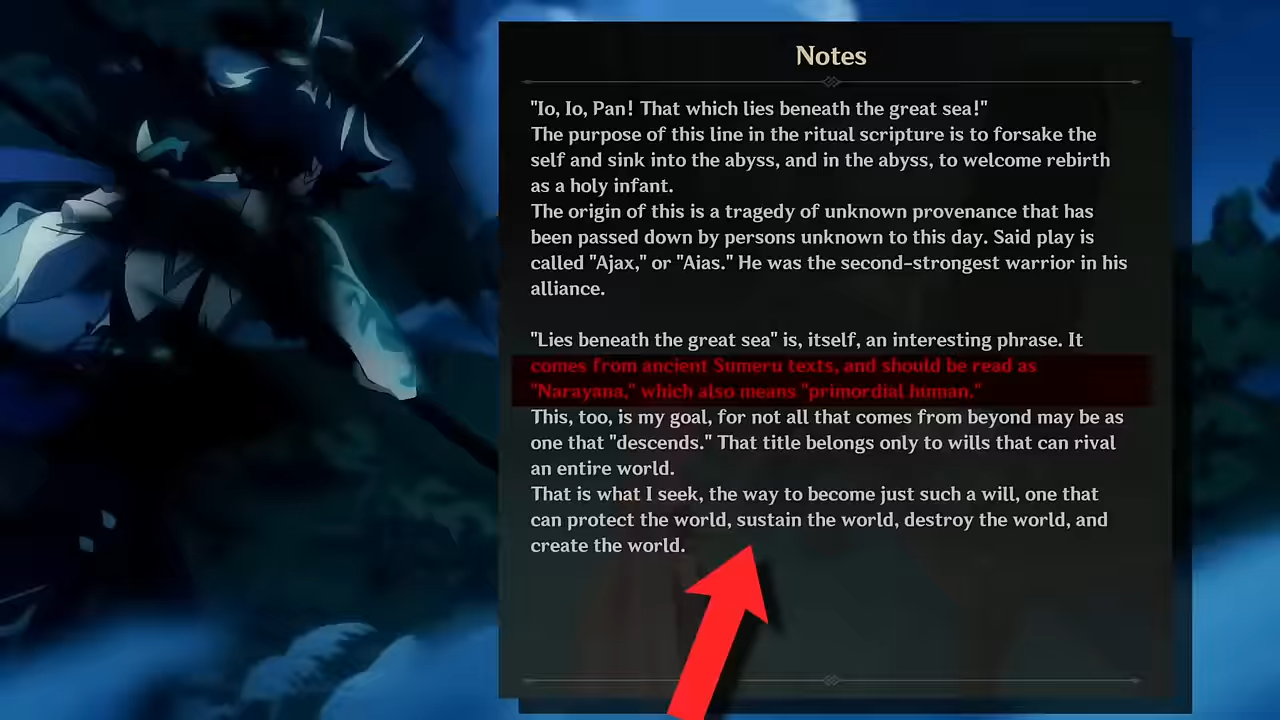 Notes
"Io, Io, Pan! That which lies beneath the great sea!"
The purpose of this line in the ritual scripture is to forsake the
self and sink into the abyss, and in the abyss, to welcome rebirth
as a holy infant.
The origin of this is a tragedy of unknown provenance that has
been passed down by persons unknown to this day. Said play is
called "Ajax," or "Aias." He was the second-strongest warrior in his
alliance.
"Lies beneath the great sea" is, itself, an interesting phrase. It
comes from ancient Sumeru texts, and should be read as
"Narayana," which also means "primordial human."
This, too, is my goal, for not all that comes from beyond may be as
one that "descends." That title belongs only to wills that can rival
an entire world.
That is what I seek, the way to become just such a will, one that
can protect the world, sustain the world, destroy the world, and
create the world.